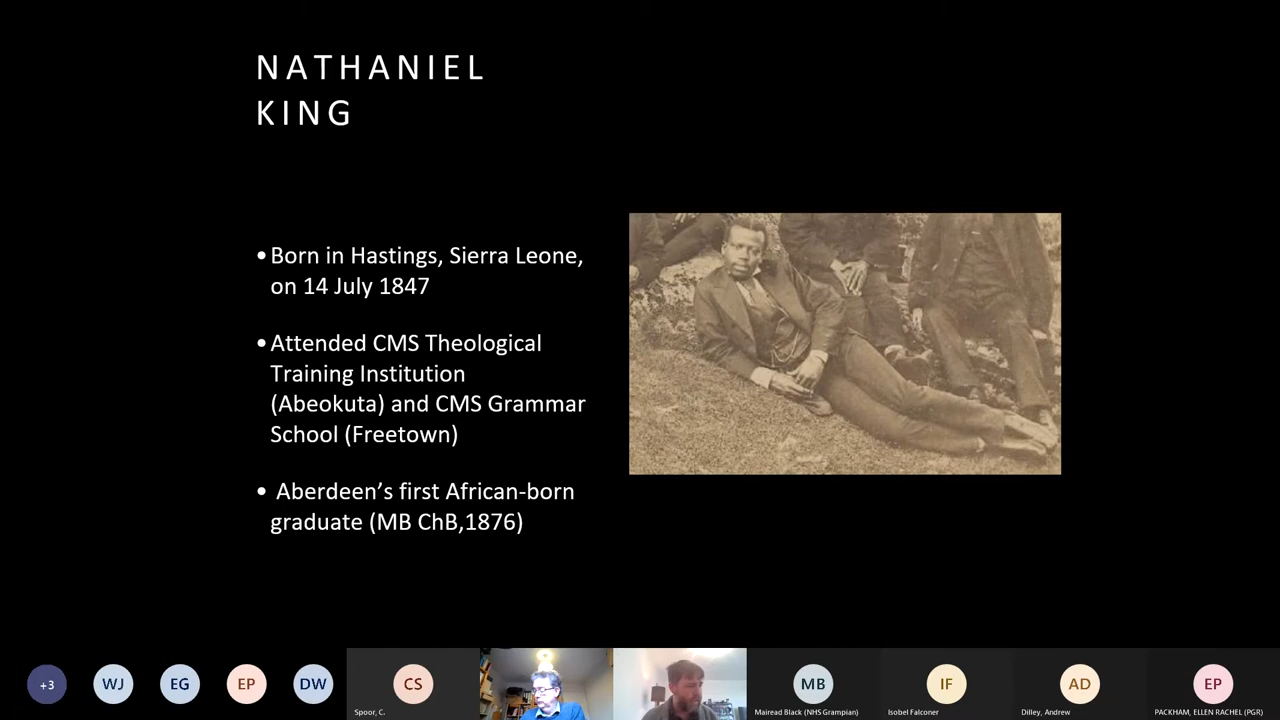 NATHANIEL
KING
•Born in Hastings, Sierra Leone,
on 14 July 1847
•Attended CMS Theological
Training Institution
(Abeokuta) and CMS Grammar
School (Freetown)
• Aberdeen’s first African-born
graduate (MB ChB,1876)
+3
WJ
EG
EP
DW
CS
MB
IF
AD
EP
Spoor, C.
Mairead Black (NHS Grampian)
Isobel Falconer
Dilley, Andrew
PACKHAM, ELLEN RACHEL (PGR)